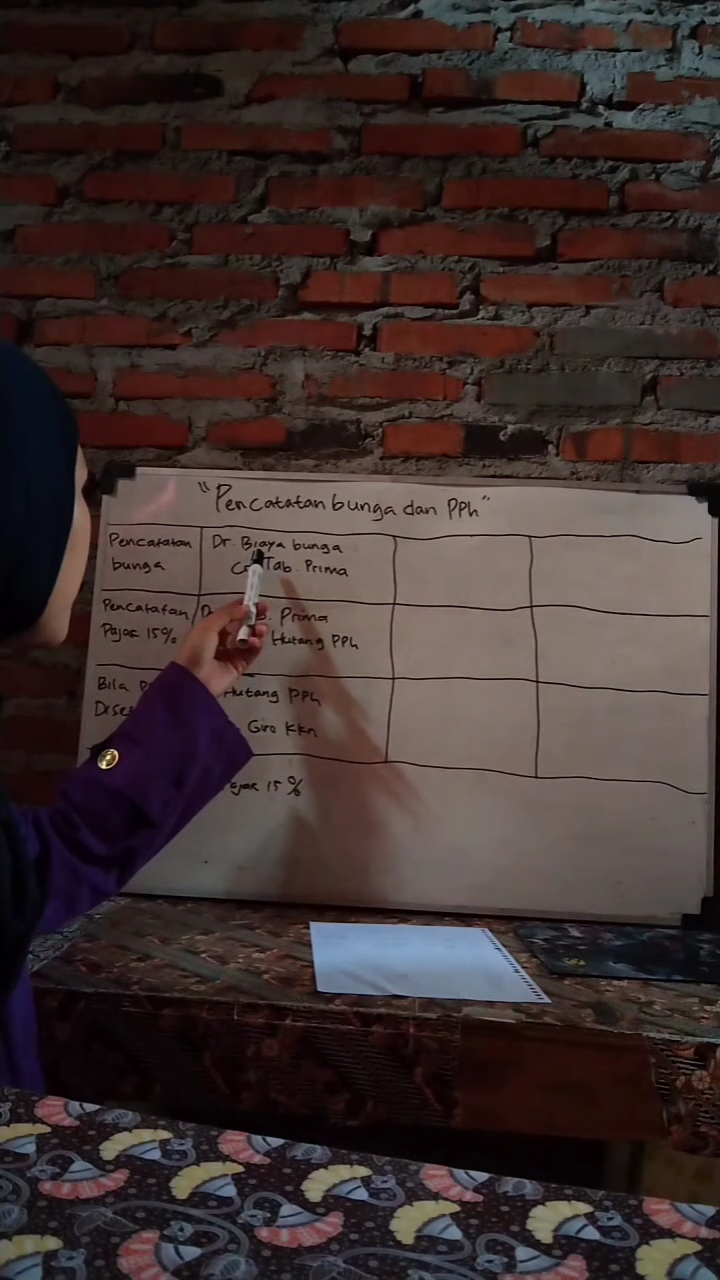 "Pencatatan bunga dan PPh"
Pencatatan bunga
Dr. Biaya bunga
Tab. Prima
Pencatatan Pajak 15%
Prima
Hutang PPh
Bila
Hutang PPh
Giro KKn
15%